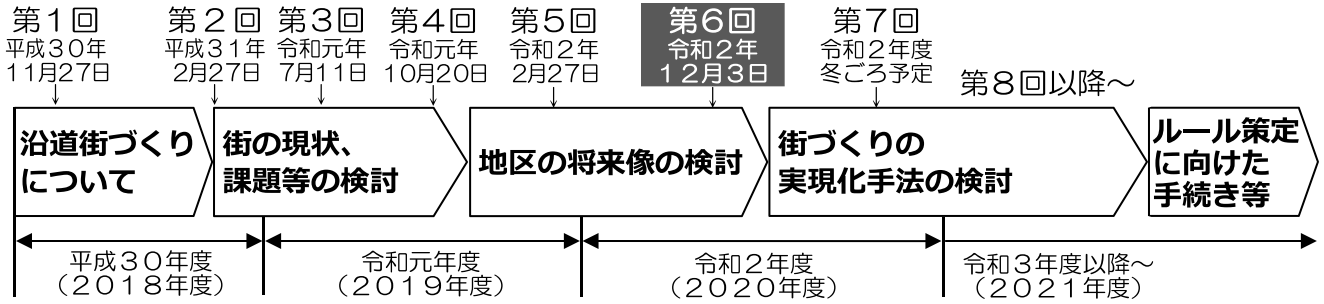 第１回
平成３０年
１１月２７日
第２回
平成３１年
２月２７日
第３回
令和元年
７月１１日
第４回
令和元年
１０月２０日
第５回
令和２年
２月２７日
第６回
令和２年
１２月３日
第７回
令和２年度
冬ごろ予定
第８回以降～
沿道街づくり
について
街の現状、
課題等の検討
地区の将来像の検討
街づくりの
実現化手法の検討
ルール策定
に向けた
手続き等
平成３０年度
（２０１８年度）
令和元年度
（２０１９年度）
令和２年度
（２０２０年度）
令和３年度以降～
（２０２１年度）